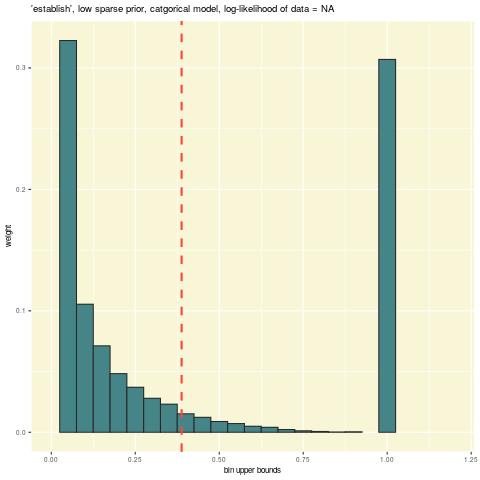 'establish', low sparse prior, catgorical model, log-likelihood of data = NA
weight
0.3
0.2
0.1
0.0
0.00 0.25 0.50 0.75 1.00 1.25
bin upper bounds